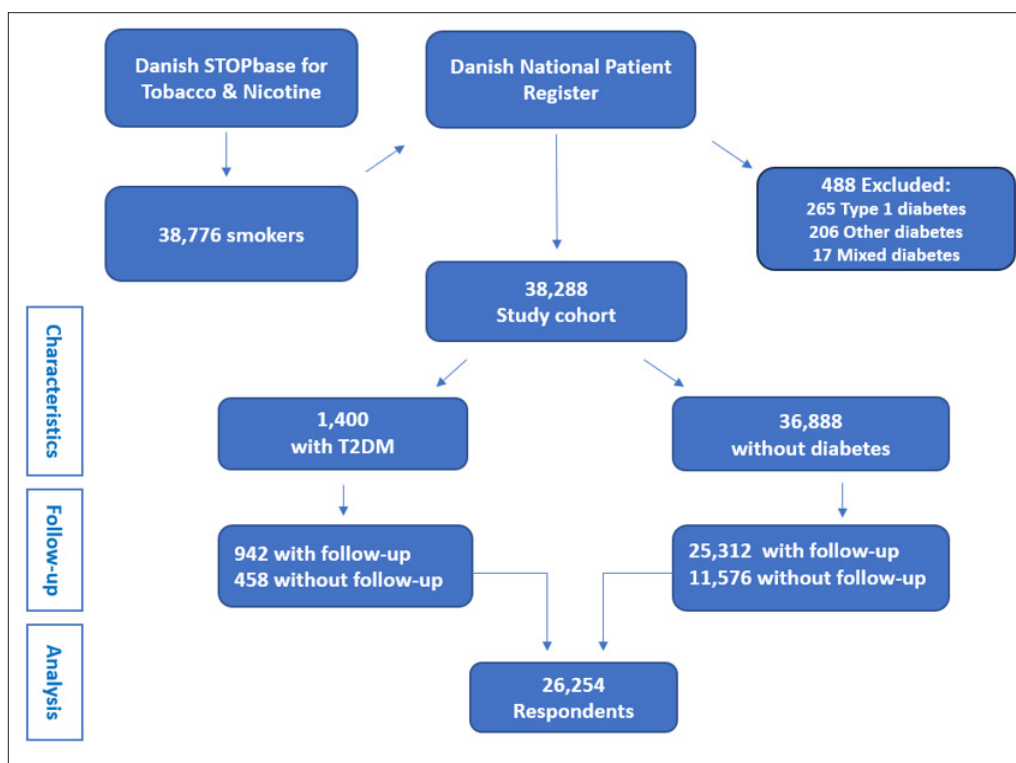 Danish STOPbase for
Tobacco & Nicotine
Danish National Patient
Register
38,776 smokers
488 Excluded:
265 Type 1 diabetes
206 Other diabetes
17 Mixed diabetes
38,288
Study cohort
Characteristics
1,400
with T2DM
36,888
without diabetes
Follow-up
942 with follow-up
458 without follow-up
25,312 with follow-up
11,576 without follow-up
Analysis
26,254
Respondents